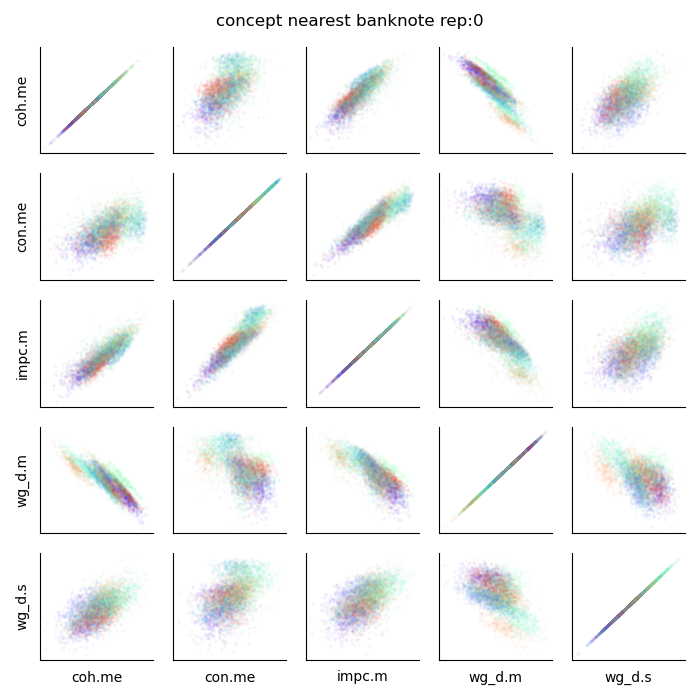 concept nearest banknote rep:0
coh.me
con.me
impc.m
wg_d.m
wg_d.s
coh.me con.me impc.m wg_d.m wg_d.s